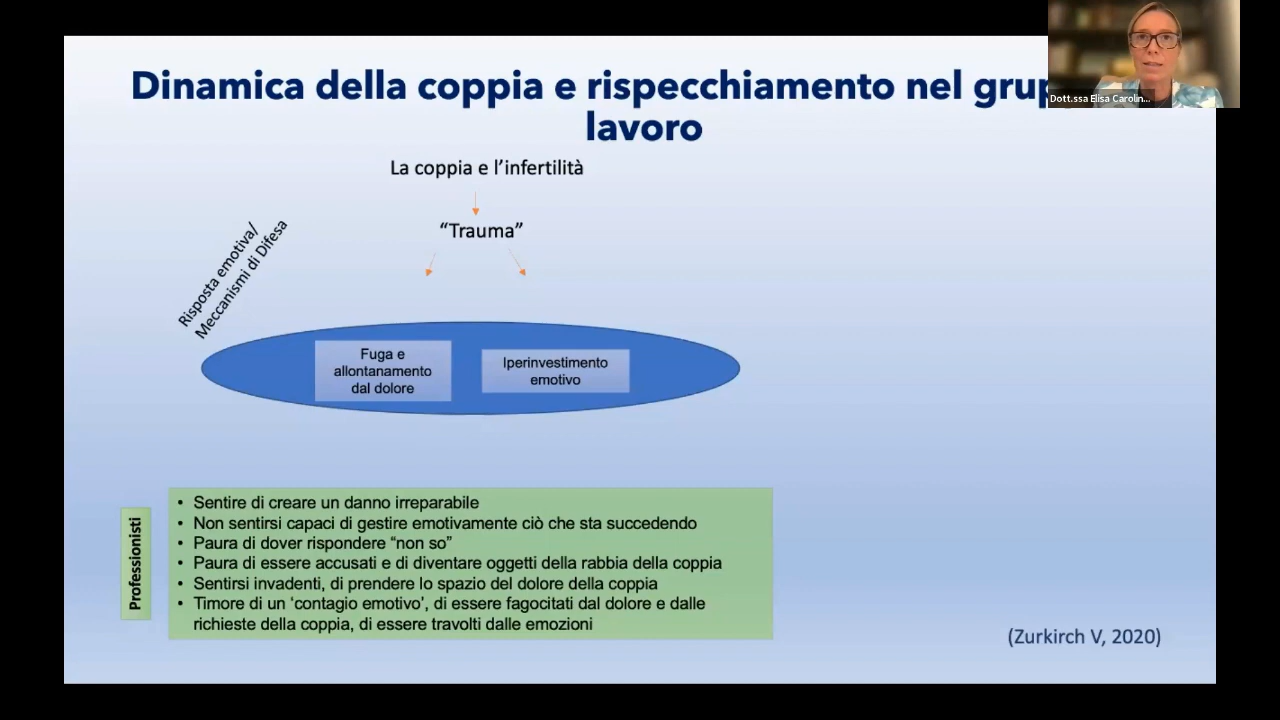 Dinamica della coppia e rispecchiamento nel
lavoro
Dott.ssa Elisa Carolin...
La coppia e l’infertilità
“Trauma”
Risposta emotiva/
Meccanismi di Difesa
Fuga e
allontanamento
dal dolore
Iperinvestimento
emotivo
Professionisti
• Sentire di creare un danno irreparabile
• Non sentirsi capaci di gestire emotivamente ciò che sta succedendo
• Paura di dover rispondere “non so”
• Paura di essere accusati e di diventare oggetti della rabbia della coppia
• Sentirsi invadenti, di prendere lo spazio del dolore della coppia
• Timore di un ‘contagio emotivo’, di essere fagocitati dal dolore e dalle
richieste della coppia, di essere travolti dalle emozioni
(Zurkirch V, 2020)